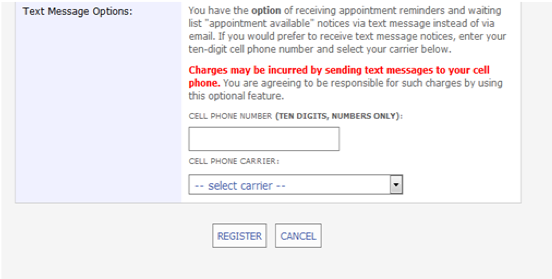 Text Message Options:
You have the option of receiving appointment reminders and waiting
list "appointment available" notices via text message instead of via
email. If you would prefer to receive text message notices, enter your
ten-digit cell phone number and select your carrier below.
Charges may be incurred by sending text messages to your cell
phone. You are agreeing to be responsible for such charges by using
this optional feature.
CELL PHONE NUMBER (TEN DIGITS, NUMBERS ONLY):
CELL PHONE CARRIER:
-- select carrier --
REGISTER CANCEL